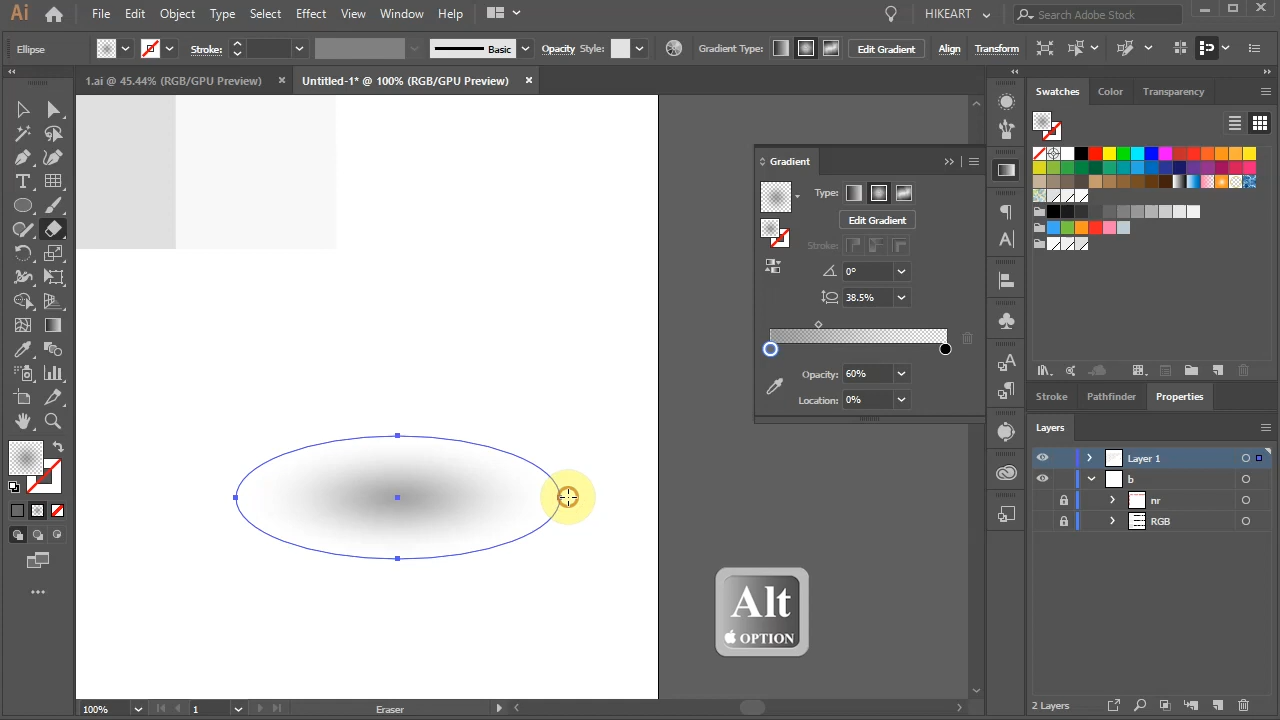 Ai File Edit Object Type Select Effect View Window Help HIKEART Search Adobe Stock
Ellipse Stroke: Basic Opacity Style: Gradient Type: Edit Gradient Align Transform
1.ai @ 45.44% (RGB/GPU Preview) Untitled-1* @ 100% (RGB/GPU Preview)
Swatches Color Transparency
Gradient
Type:
Edit Gradient
Stroke:
0°
38.5%
Opacity: 60%
Location: 0%
Stroke Pathfinder Properties
Layers
Layer 1
b
nr
RGB
Alt
OPTION
100% 1 Eraser
2 Layers